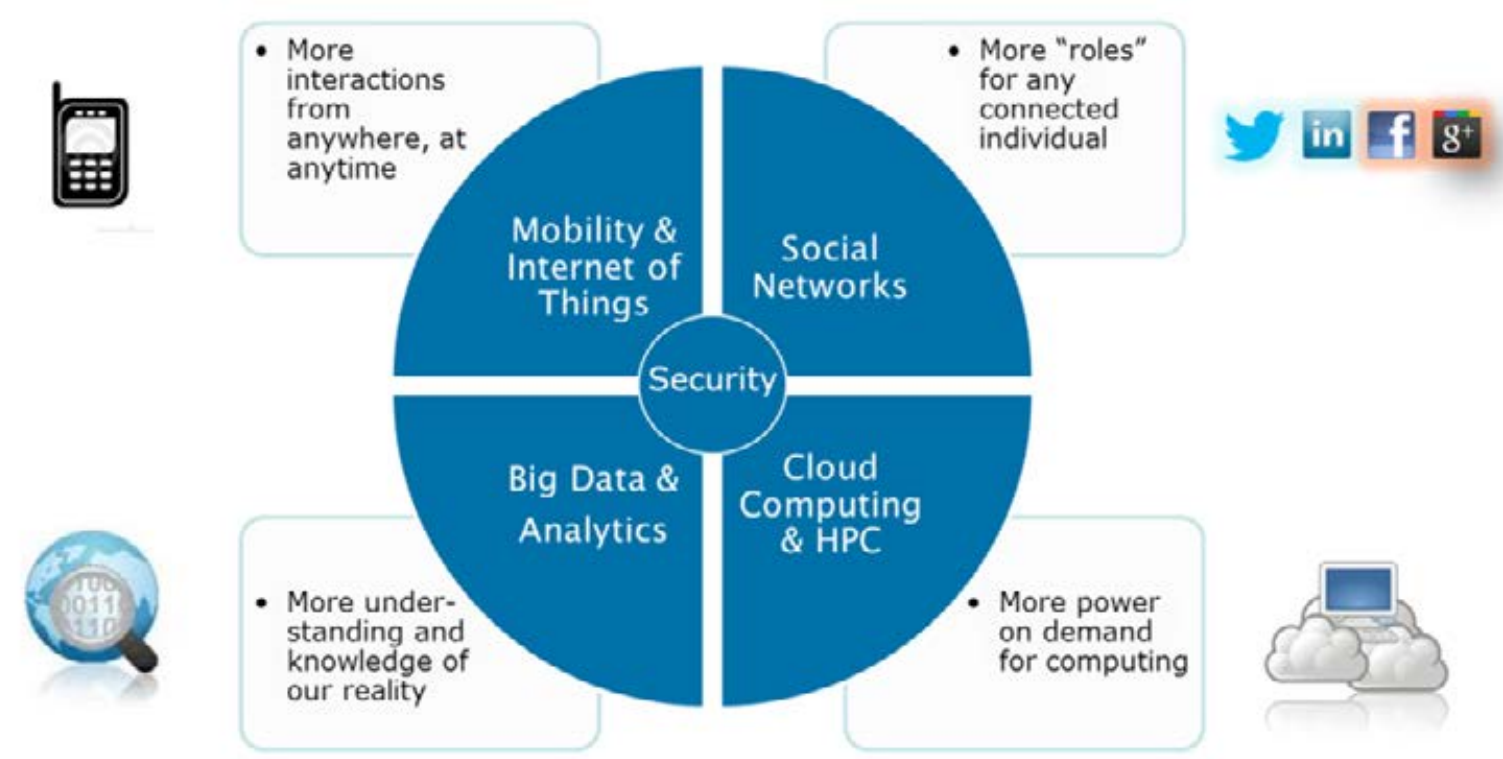 • More
interactions
from
anywhere, at
anytime
• More “roles”
for any
connected
individual
in
f
g+
Mobility &
Internet of
Things
Social
Networks
Security
Big Data &
Analytics
Cloud
Computing
& HPC
• More under-
standing and
knowledge of
our reality
• More power
on demand
for computing